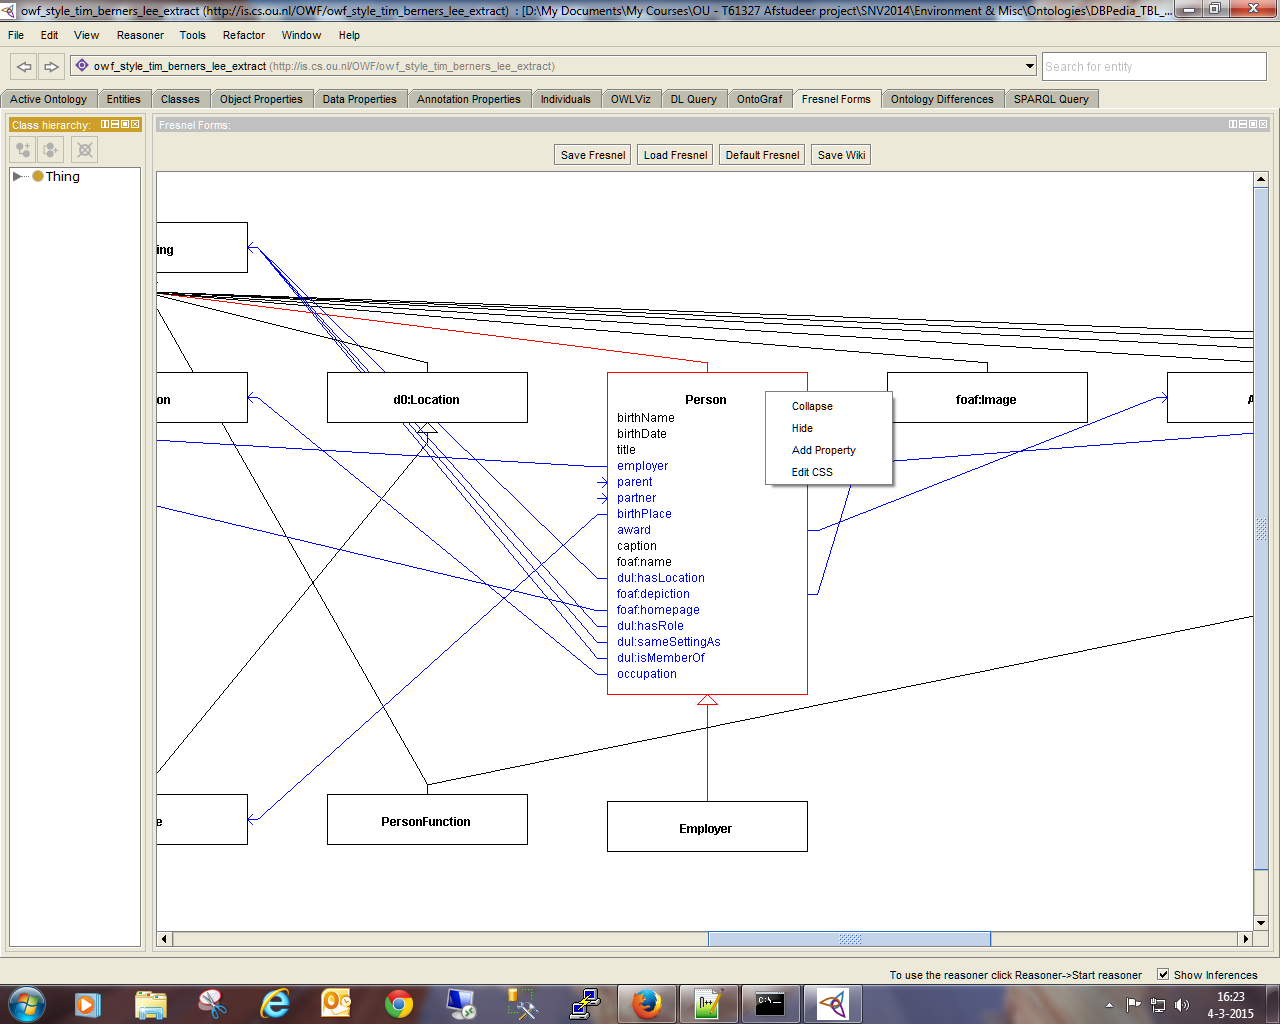 owf_style_tim_berners_lee_extract (http://is.cs.ou.nl/OWF/owf_style_tim_berners_lee_extract)  : [D:\My Documents\My Courses\OU - T61327 Afstudeer project\SNV2014\Environment & Misc\Ontologies\DBPedia_TBL_...
File Edit View Reasoner Tools Refactor Window Help
owf_style_tim_berners_lee_extract (http://is.cs.ou.nl/OWF/owf_style_tim_berners_lee_extract)
Search for entity
Active Ontology Entities Classes Object Properties Data Properties Annotation Properties Individuals OWLViz DL Query OntoGraf Fresnel Forms Ontology Differences SPARQL Query
Class hierarchy:
Thing
Fresnel Forms:
Save Fresnel Load Fresnel Default Fresnel Save Wiki
ing
on
d0:Location
Person
birthName
birthDate
title
employer
parent
partner
birthPlace
award
caption
foaf:name
dul:hasLocation
foaf:depiction
foaf:homepage
dul:hasRole
dul:sameSettingAs
dul:isMemberOf
occupation
Collapse
Hide
Add Property
Edit CSS
foaf:Image
A
e
PersonFunction
Employer
To use the reasoner click Reasoner->Start reasoner Show Inferences
16:23
4-3-2015